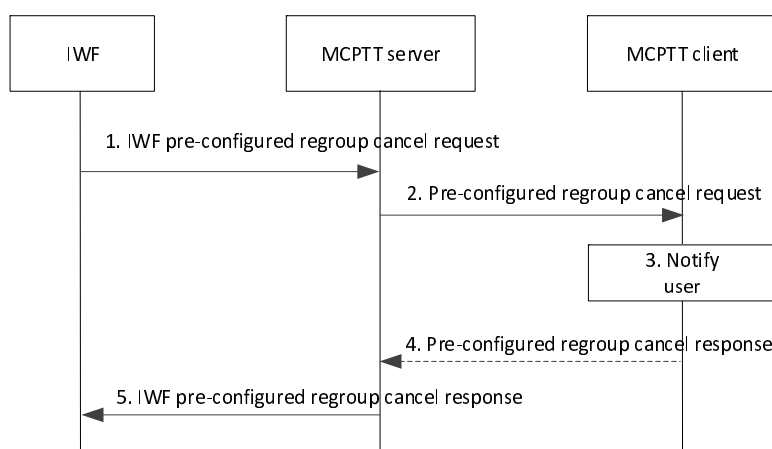 IWF
MCPTT server
MCPTT client
1. IWF pre-configured regroup cancel request
2. Pre-configured regroup cancel request
3. Notify
user
4. Pre-configured regroup cancel response
5. IWF pre-configured regroup cancel response